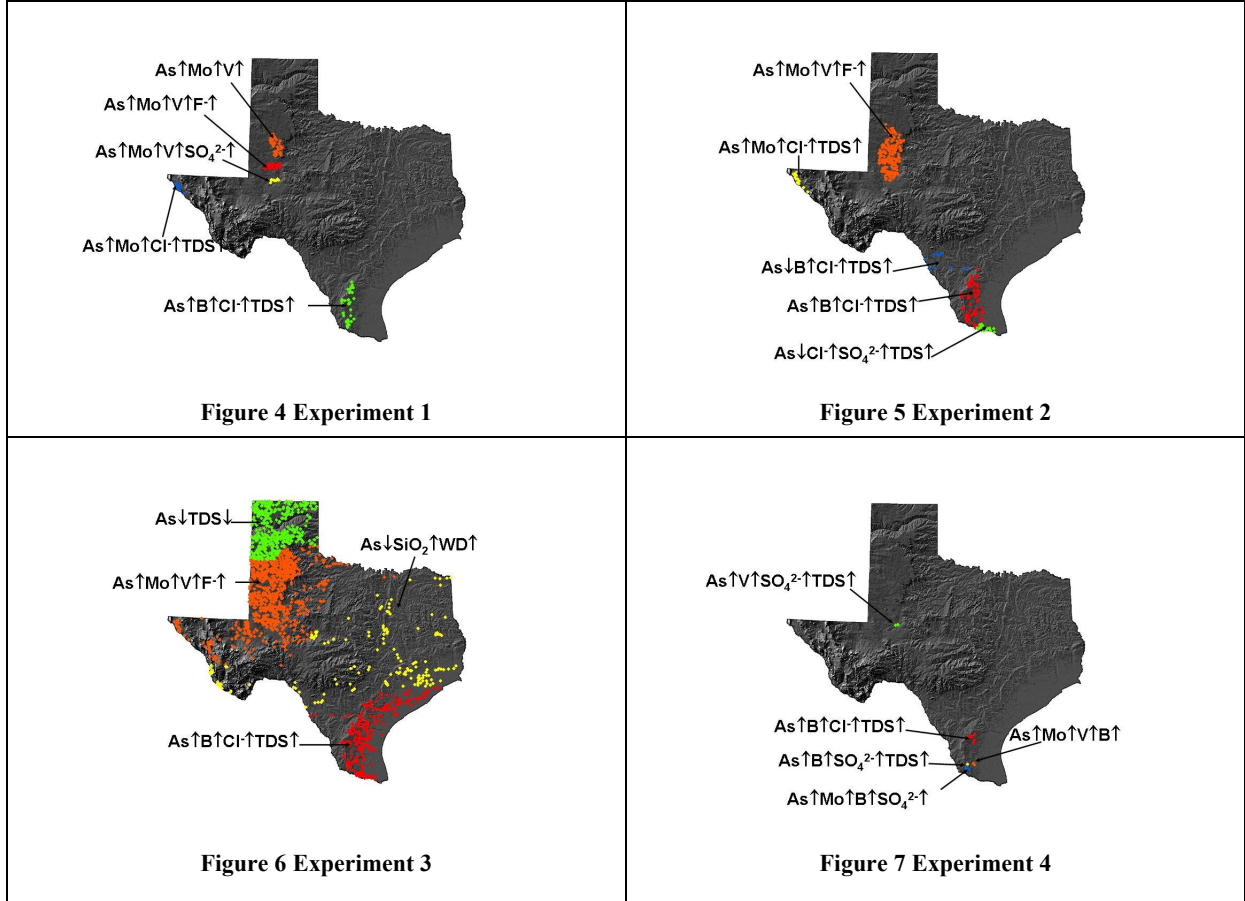 As↑Mo↑V↑
As↑Mo↑V↑F⁻↑
As↑Mo↑V↑SO₄²⁻↑
As↑Mo↑Cl⁻↑TDS↑
As↑B↑Cl⁻↑TDS↑
Figure 4 Experiment 1
As↑Mo↑V↑F⁻↑
As↑Mo↑Cl⁻↑TDS↑
As↓B↑Cl⁻↑TDS↑
As↑B↑Cl⁻↑TDS↑
As↓Cl⁻↑SO₄²⁻↑TDS↑
Figure 5 Experiment 2
As↓TDS↓
As↓SiO₂↑WD↑
As↑Mo↑V↑F⁻↑
As↑B↑Cl⁻↑TDS↑
Figure 6 Experiment 3
As↑V↑SO₄²⁻↑TDS↑
As↑B↑Cl⁻↑TDS↑
As↑Mo↑V↑B↑
As↑B↑SO₄²⁻↑TDS↑
As↑Mo↑B↑SO₄²⁻↑
Figure 7 Experiment 4